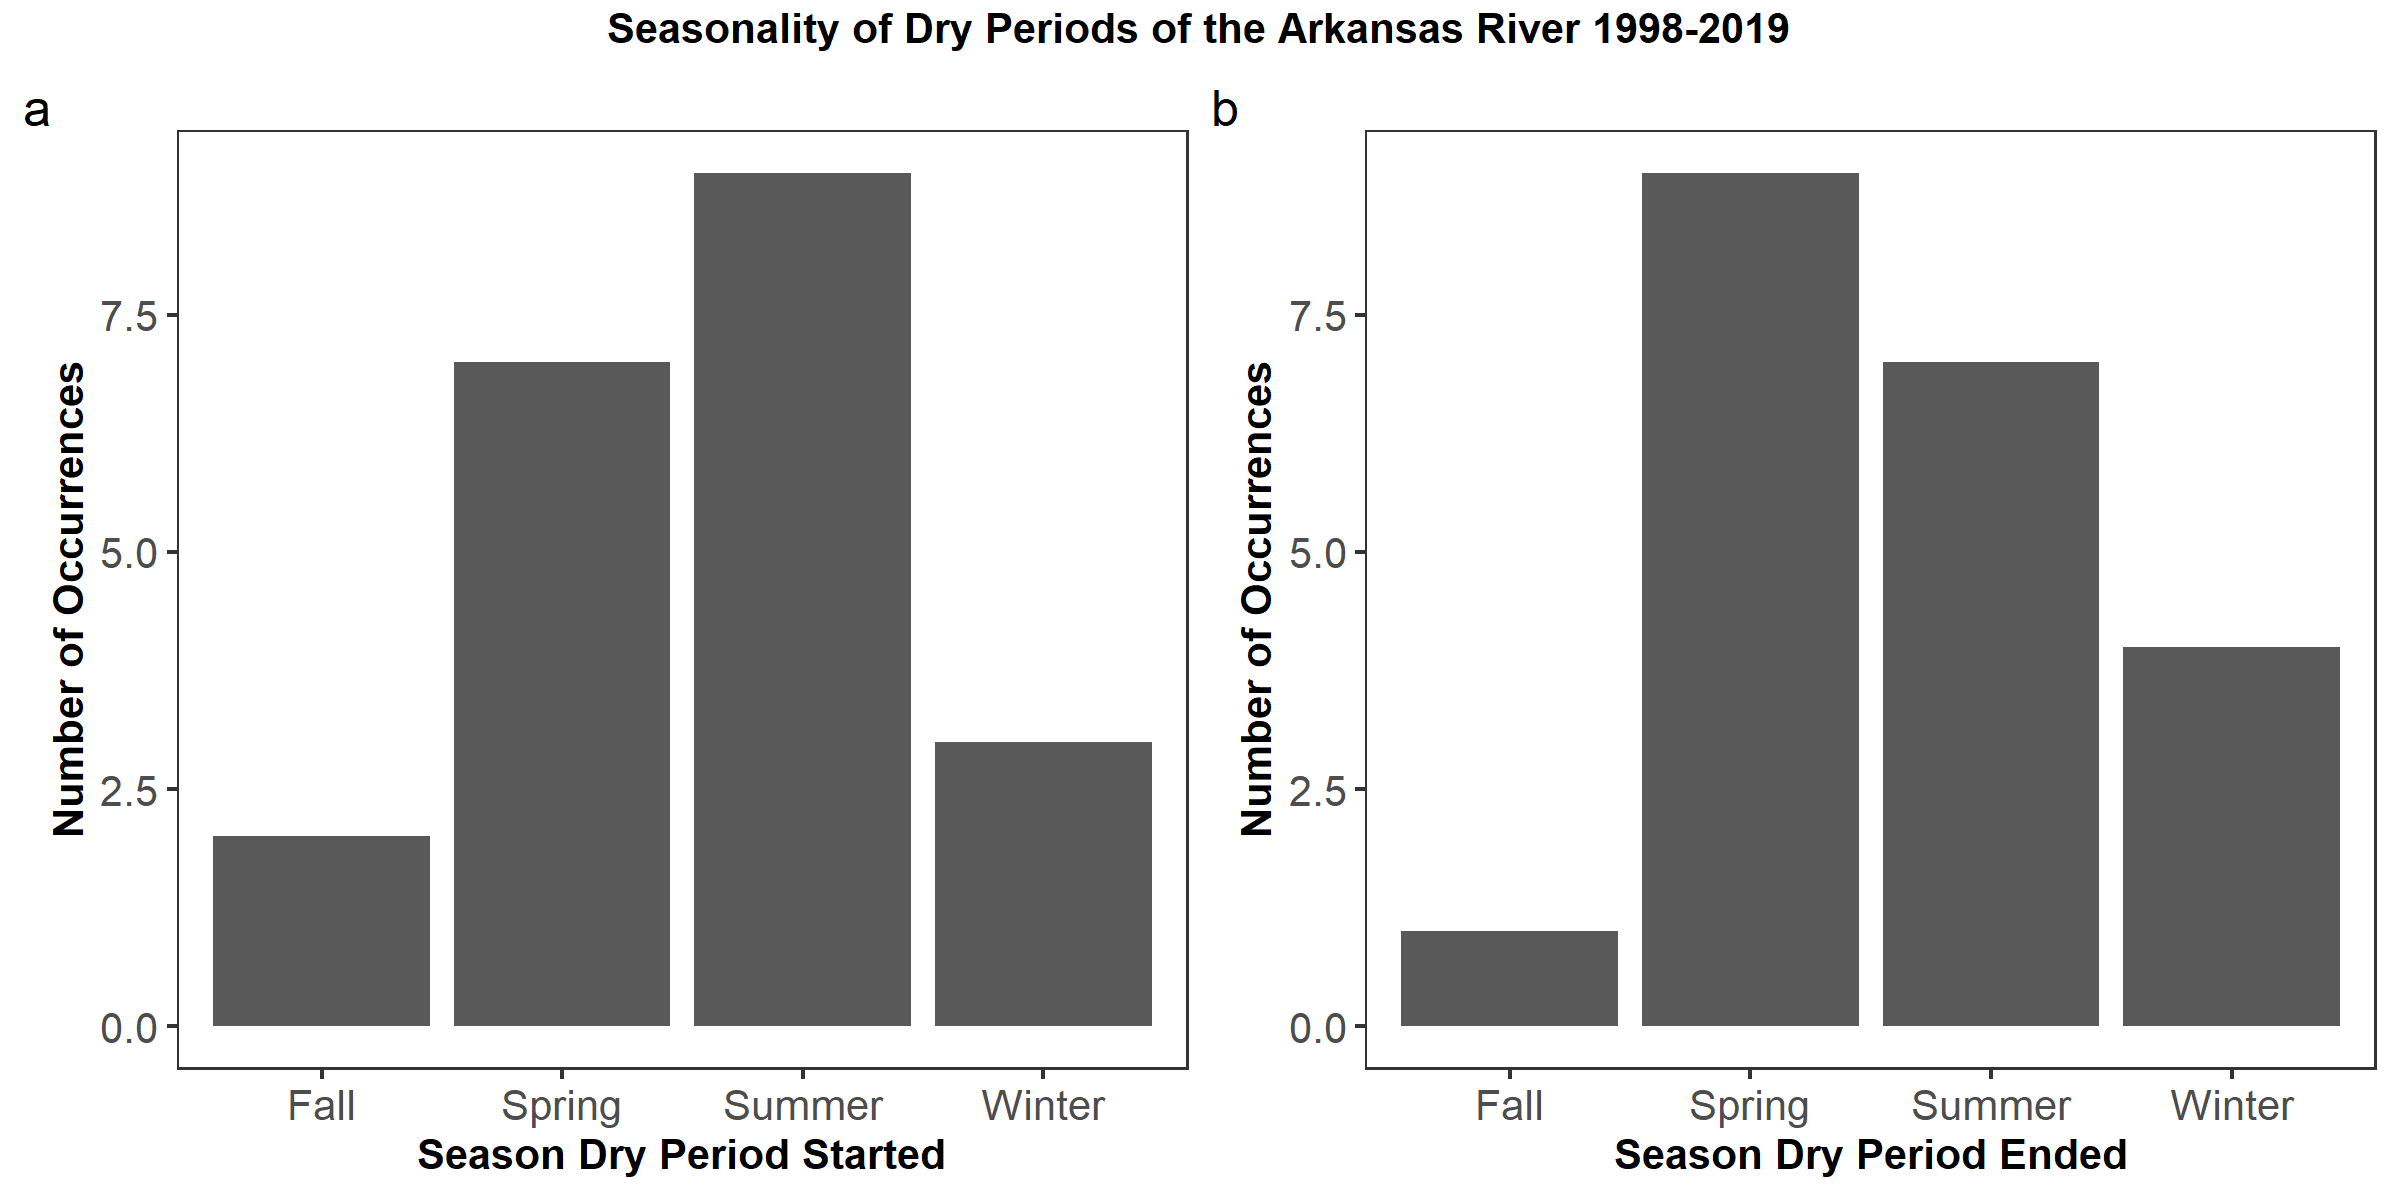 Seasonality of Dry Periods of the Arkansas River 1998-2019
a
Number of Occurrences
7.5
5.0
2.5
0.0
Fall Spring Summer Winter
Season Dry Period Started
b
Number of Occurrences
7.5
5.0
2.5
0.0
Fall Spring Summer Winter
Season Dry Period Ended